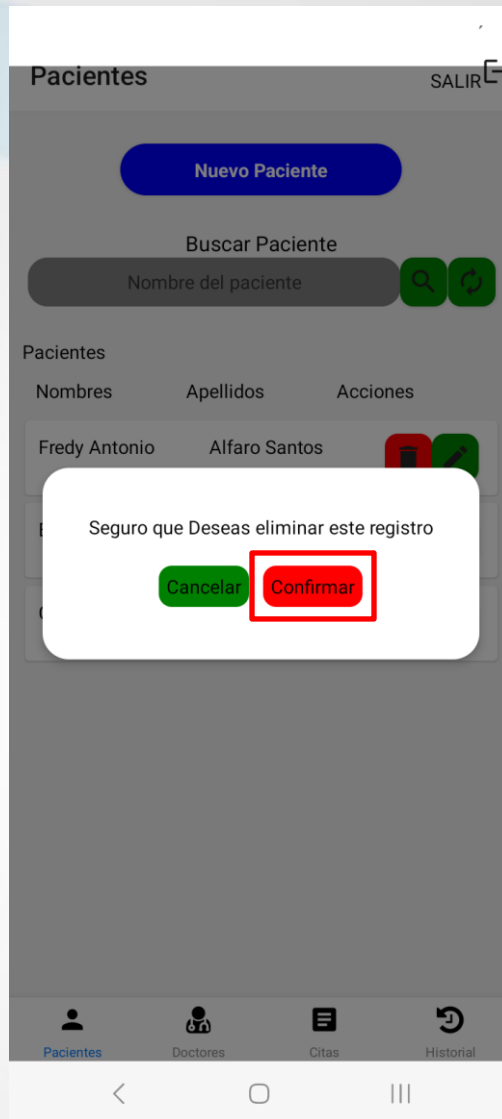 Pacientes SALIR
Nuevo Paciente
Buscar Paciente
Nombre del paciente
Pacientes
Nombres Apellidos Acciones
Fredy Antonio Alfaro Santos
Seguro que Deseas eliminar este registro
Cancelar Confirmar
Pacientes Doctores Citas Historial